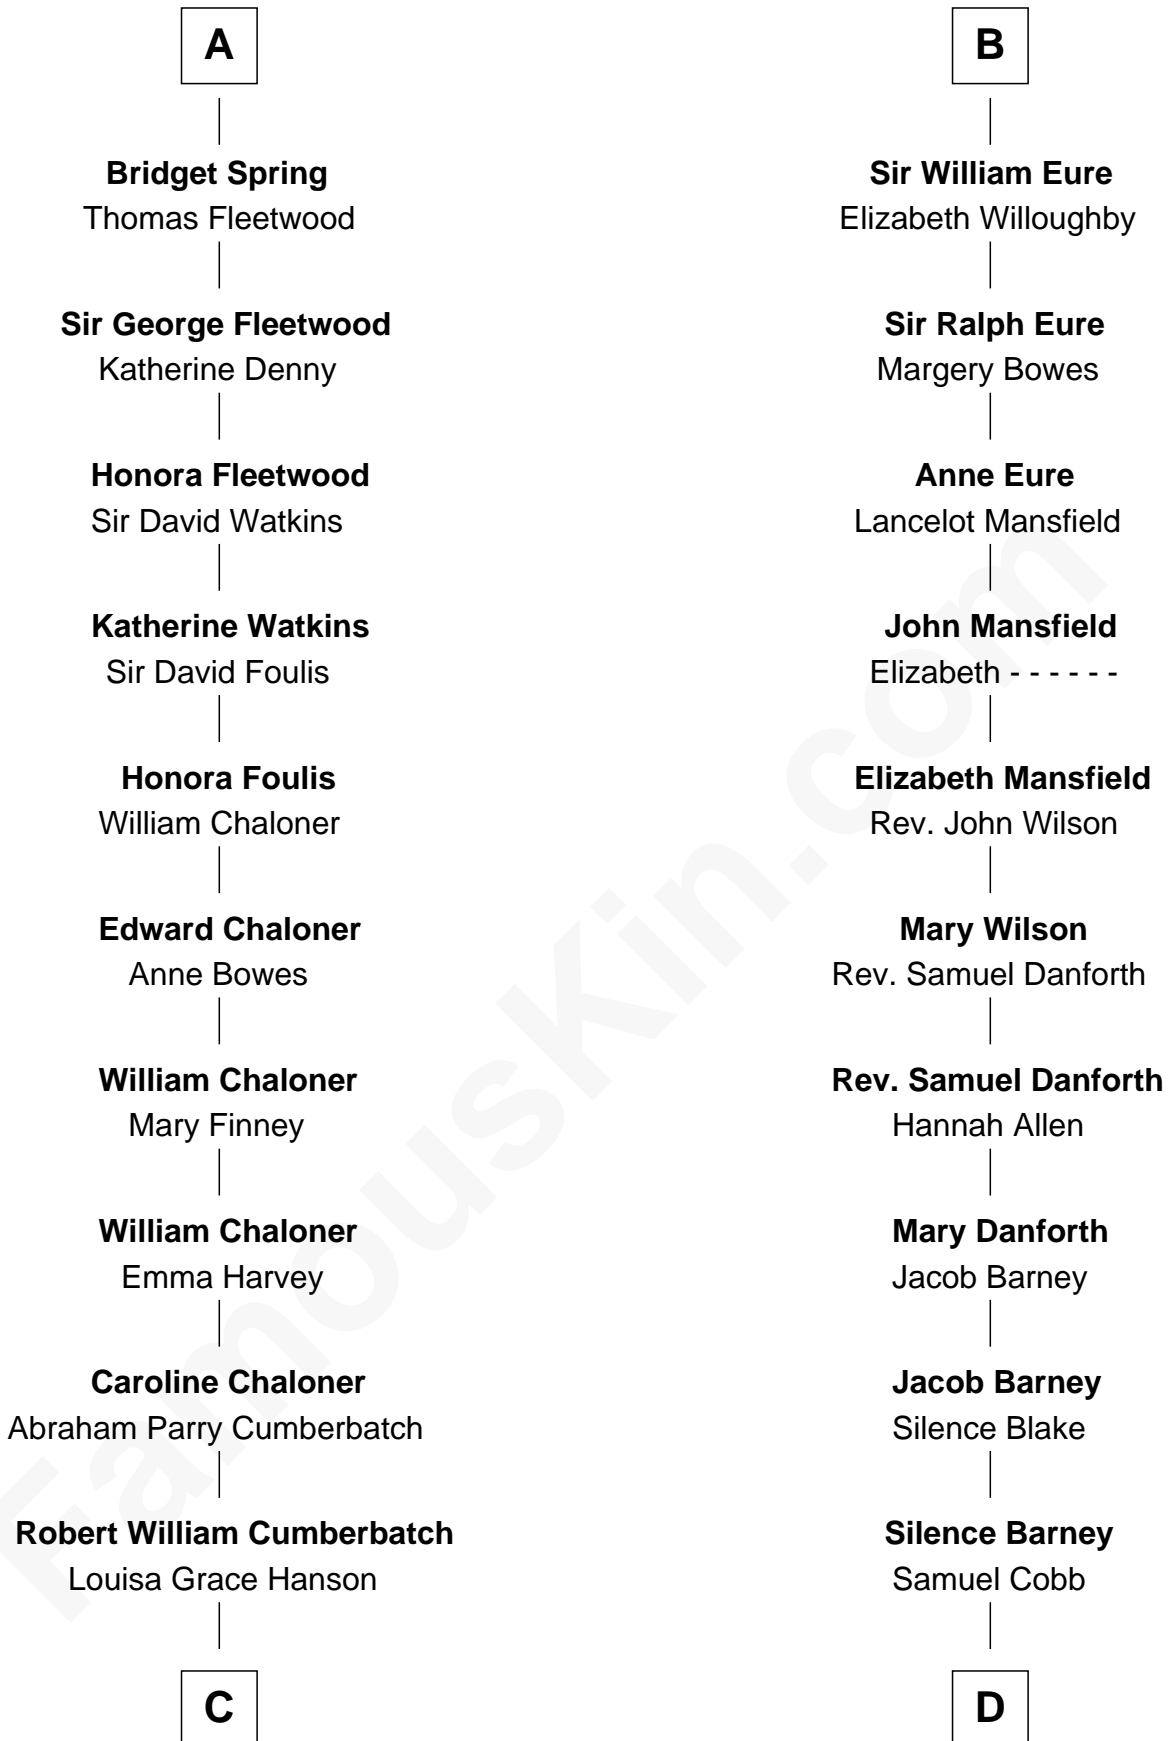 A
Bridget Spring
Thomas Fleetwood
Sir George Fleetwood
Katherine Denny
Honora Fleetwood
Sir David Watkins
Katherine Watkins
Sir David Foulis
Honora Foulis
William Chaloner
Edward Chaloner
Anne Bowes
William Chaloner
Mary Finney
William Chaloner
Emma Harvey
Caroline Chaloner
Abraham Parry Cumberbatch
Robert William Cumberbatch
Louisa Grace Hanson
C
B
Sir William Eure
Elizabeth Willoughby
Sir Ralph Eure
Margery Bowes
Anne Eure
Lancelot Mansfield
John Mansfield
Elizabeth - - - - - -
Elizabeth Mansfield
Rev. John Wilson
Mary Wilson
Rev. Samuel Danforth
Rev. Samuel Danforth
Hannah Allen
Mary Danforth
Jacob Barney
Jacob Barney
Silence Blake
Silence Barney
Samuel Cobb
D
FamousKin.com